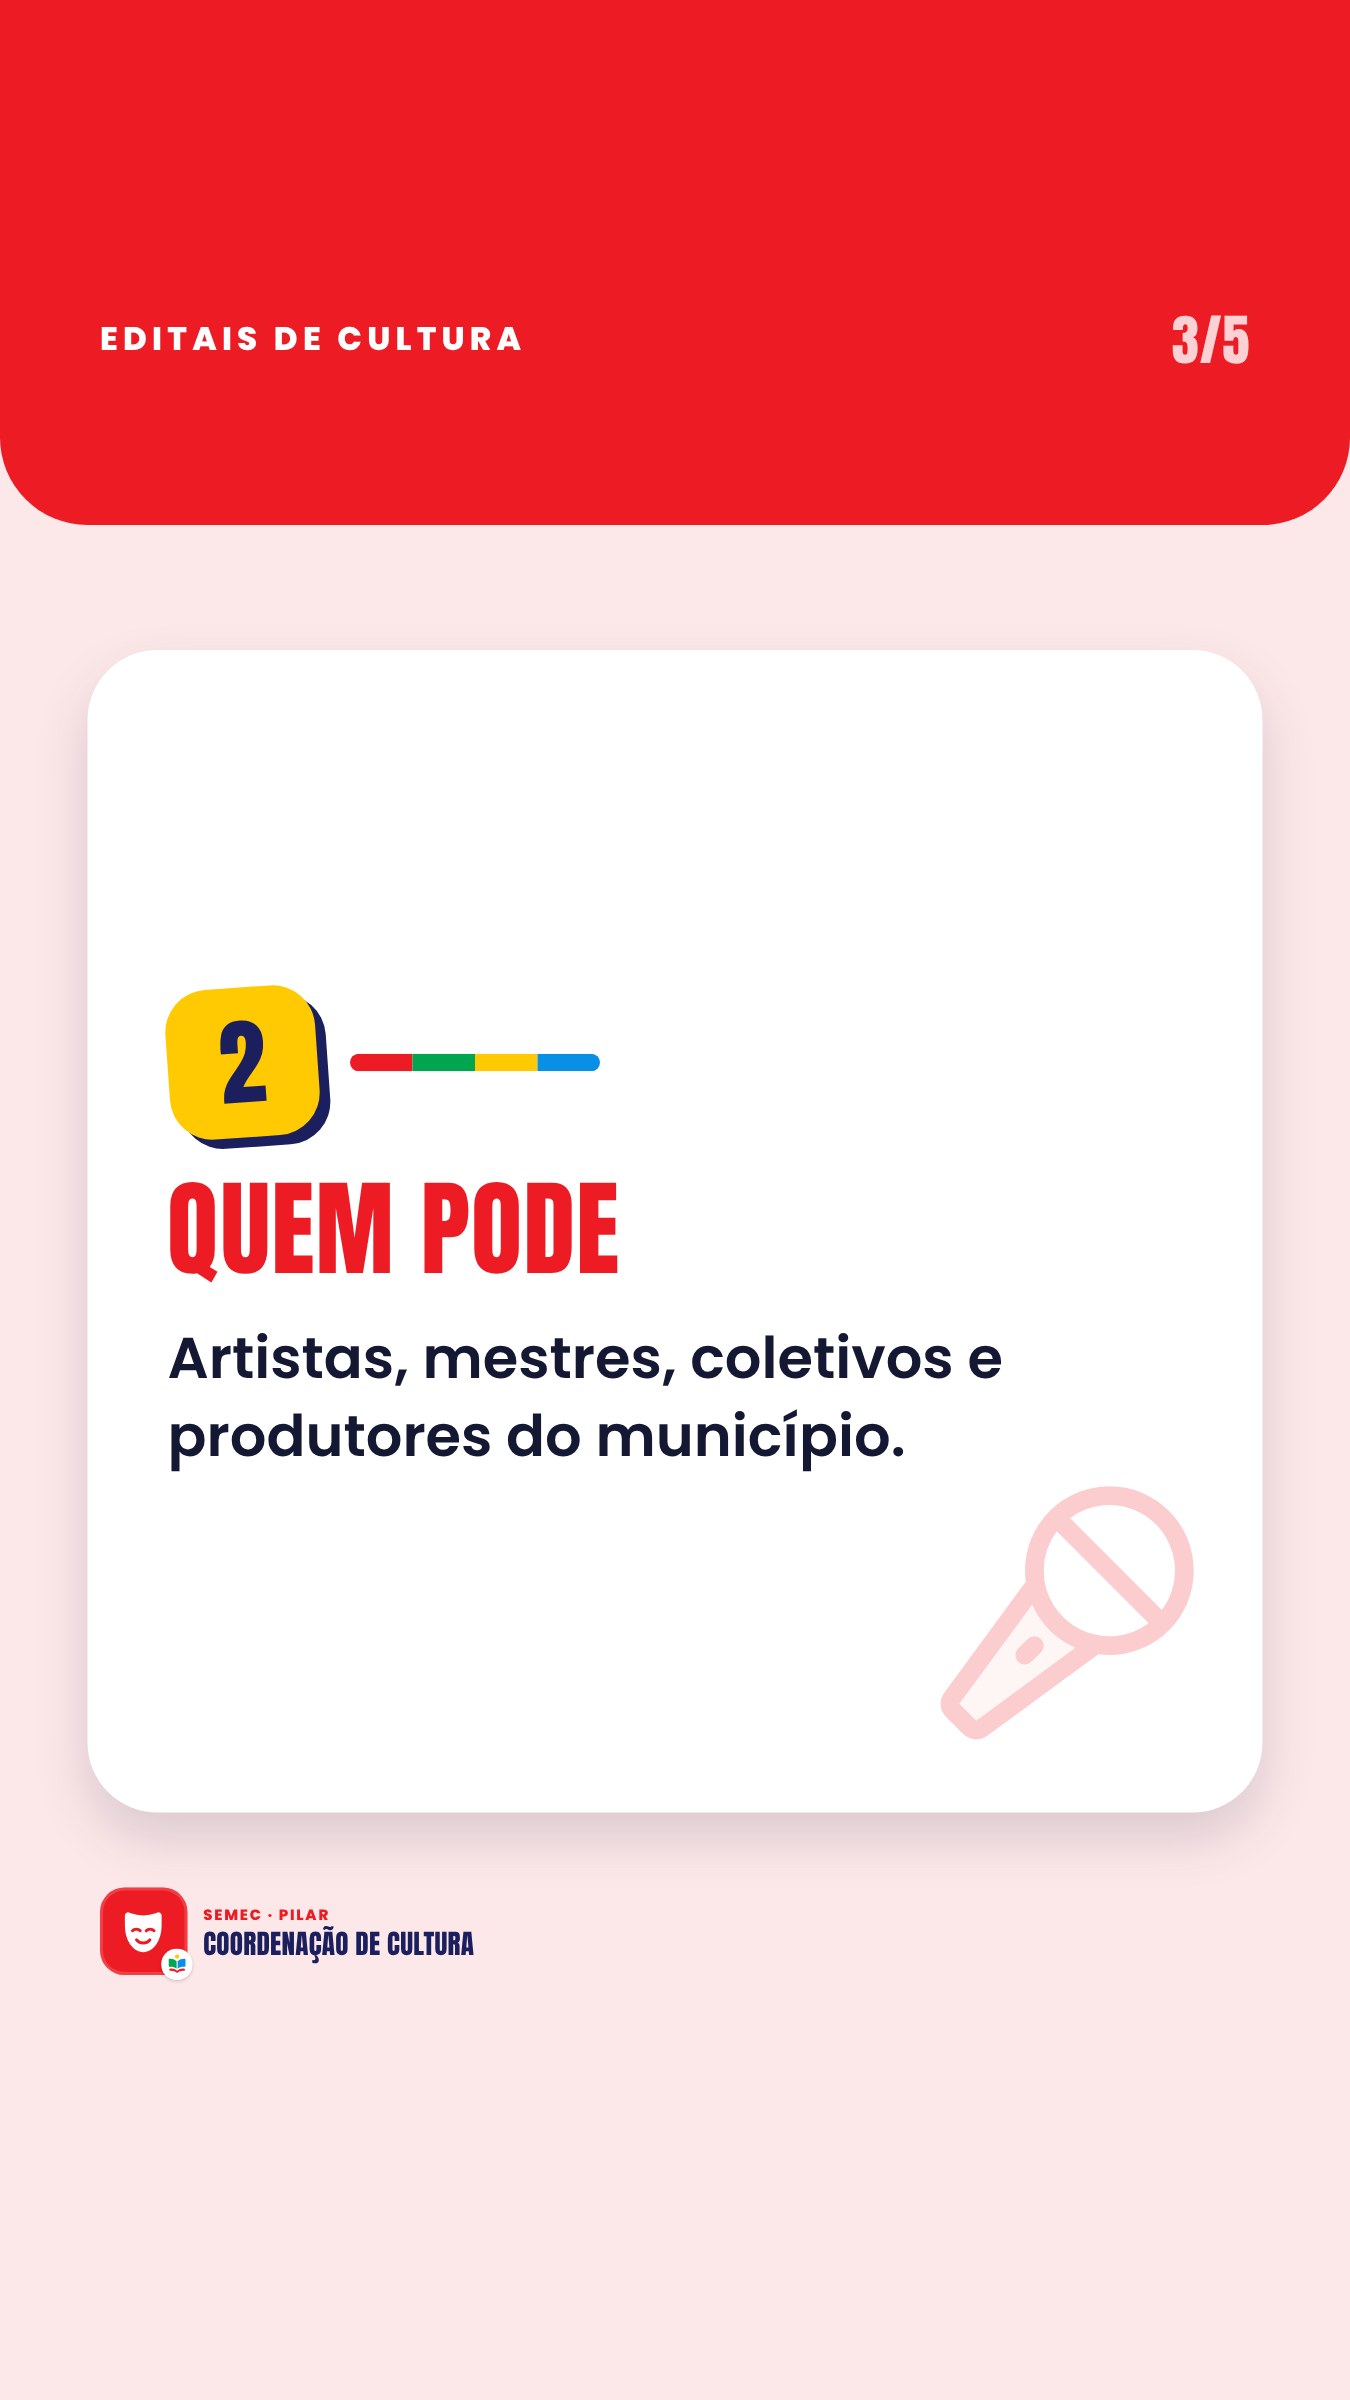 EDITAIS DE CULTURA
3/5
2
QUEM PODE
Artistas, mestres, coletivos e
produtores do município.
SEMEC · PILAR
COORDENAÇÃO DE CULTURA